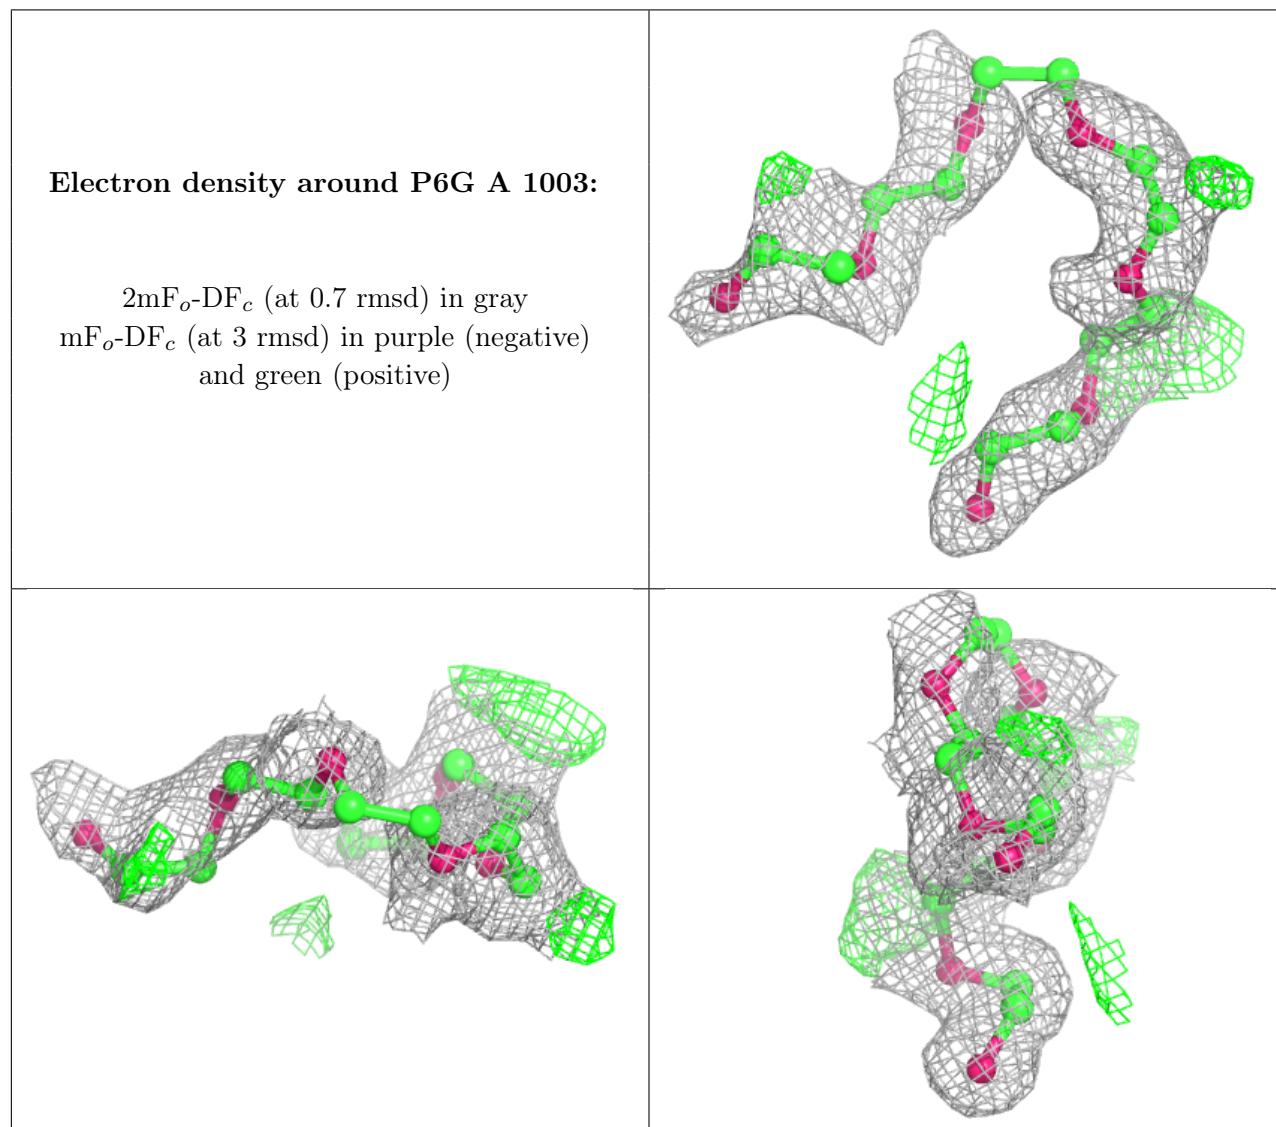 Electron density around P6G A 1003:
2mFo-DFc (at 0.7 rmsd) in gray
mFo-DFc (at 3 rmsd) in purple (negative)
and green (positive)